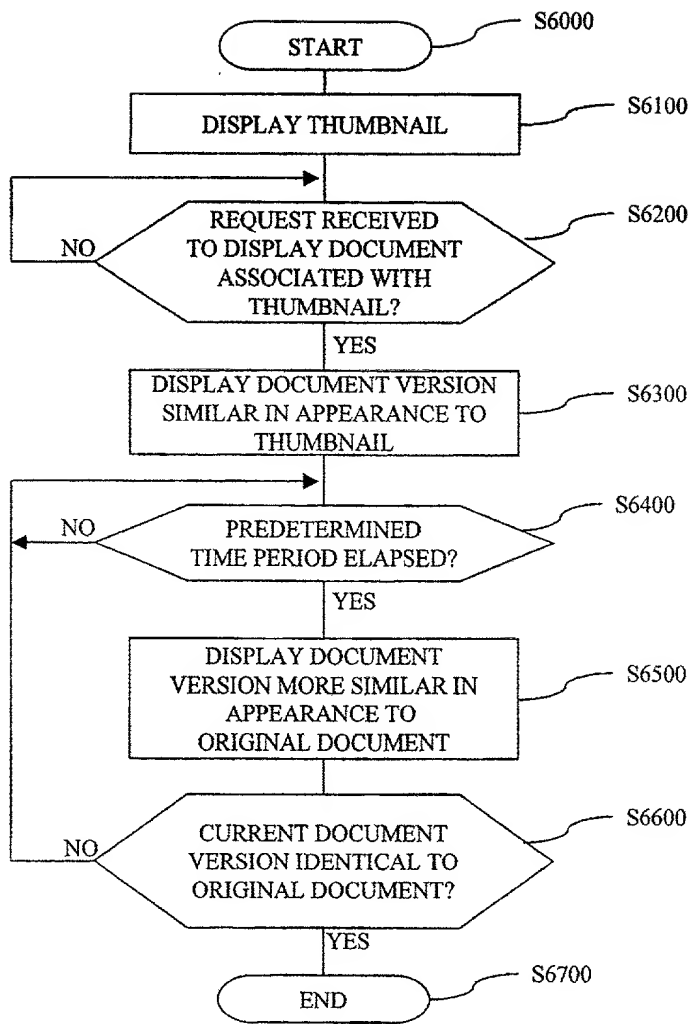 START
S6000
DISPLAY THUMBNAIL
S6100
REQUEST RECEIVED
TO DISPLAY DOCUMENT
ASSOCIATED WITH
THUMBNAIL?
S6200
NO
YES
DISPLAY DOCUMENT VERSION
SIMILAR IN APPEARANCE TO
THUMBNAIL
S6300
PREDETERMINED
TIME PERIOD ELAPSED?
S6400
NO
YES
DISPLAY DOCUMENT
VERSION MORE SIMILAR IN
APPEARANCE TO
ORIGINAL DOCUMENT
S6500
CURRENT DOCUMENT
VERSION IDENTICAL TO
ORIGINAL DOCUMENT?
S6600
NO
YES
END
S6700